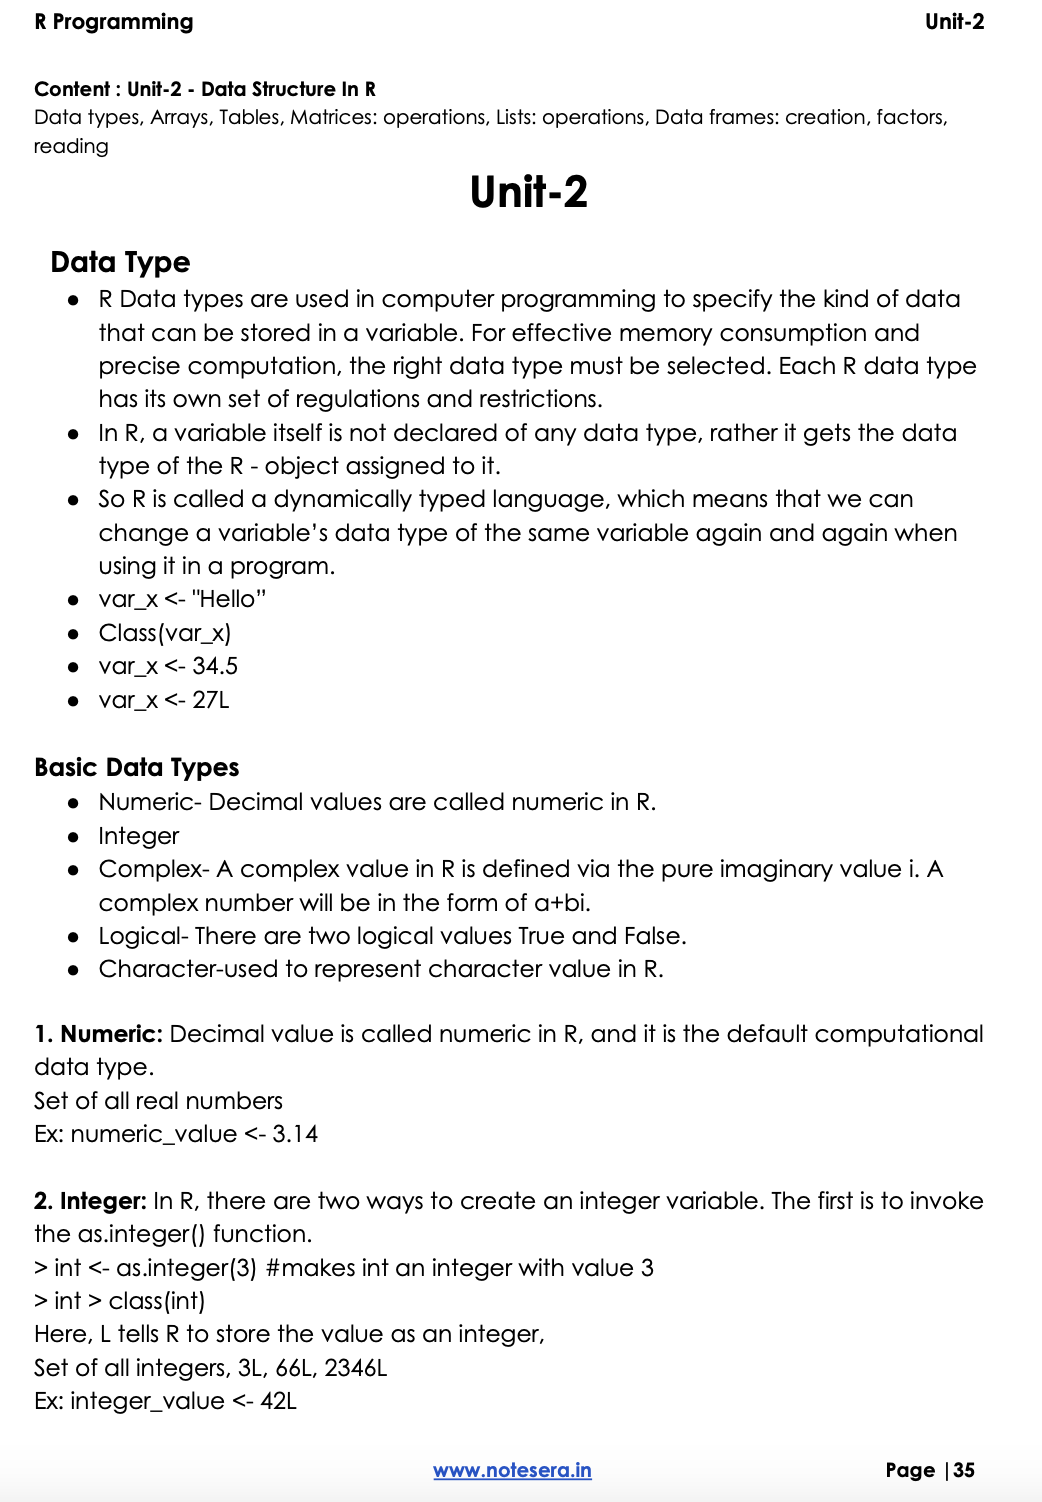 R Programming Unit-2
Content : Unit-2 - Data Structure In R
Data types, Arrays, Tables, Matrices: operations, Lists: operations, Data frames: creation, factors,
reading
Unit-2
Data Type
● R Data types are used in computer programming to specify the kind of data
that can be stored in a variable. For effective memory consumption and
precise computation, the right data type must be selected. Each R data type
has its own set of regulations and restrictions.
● In R, a variable itself is not declared of any data type, rather it gets the data
type of the R - object assigned to it.
● So R is called a dynamically typed language, which means that we can
change a variable’s data type of the same variable again and again when
using it in a program.
● var_x <- "Hello”
● Class(var_x)
● var_x <- 34.5
● var_x <- 27L
Basic Data Types
● Numeric- Decimal values are called numeric in R.
● Integer
● Complex- A complex value in R is defined via the pure imaginary value i. A
complex number will be in the form of a+bi.
● Logical- There are two logical values True and False.
● Character-used to represent character value in R.
1. Numeric: Decimal value is called numeric in R, and it is the default computational
data type.
Set of all real numbers
Ex: numeric_value <- 3.14
2. Integer: In R, there are two ways to create an integer variable. The first is to invoke
the as.integer() function.
> int <- as.integer(3) #makes int an integer with value 3
> int > class(int)
Here, L tells R to store the value as an integer,
Set of all integers, 3L, 66L, 2346L
Ex: integer_value <- 42L
www.notesera.in Page |35